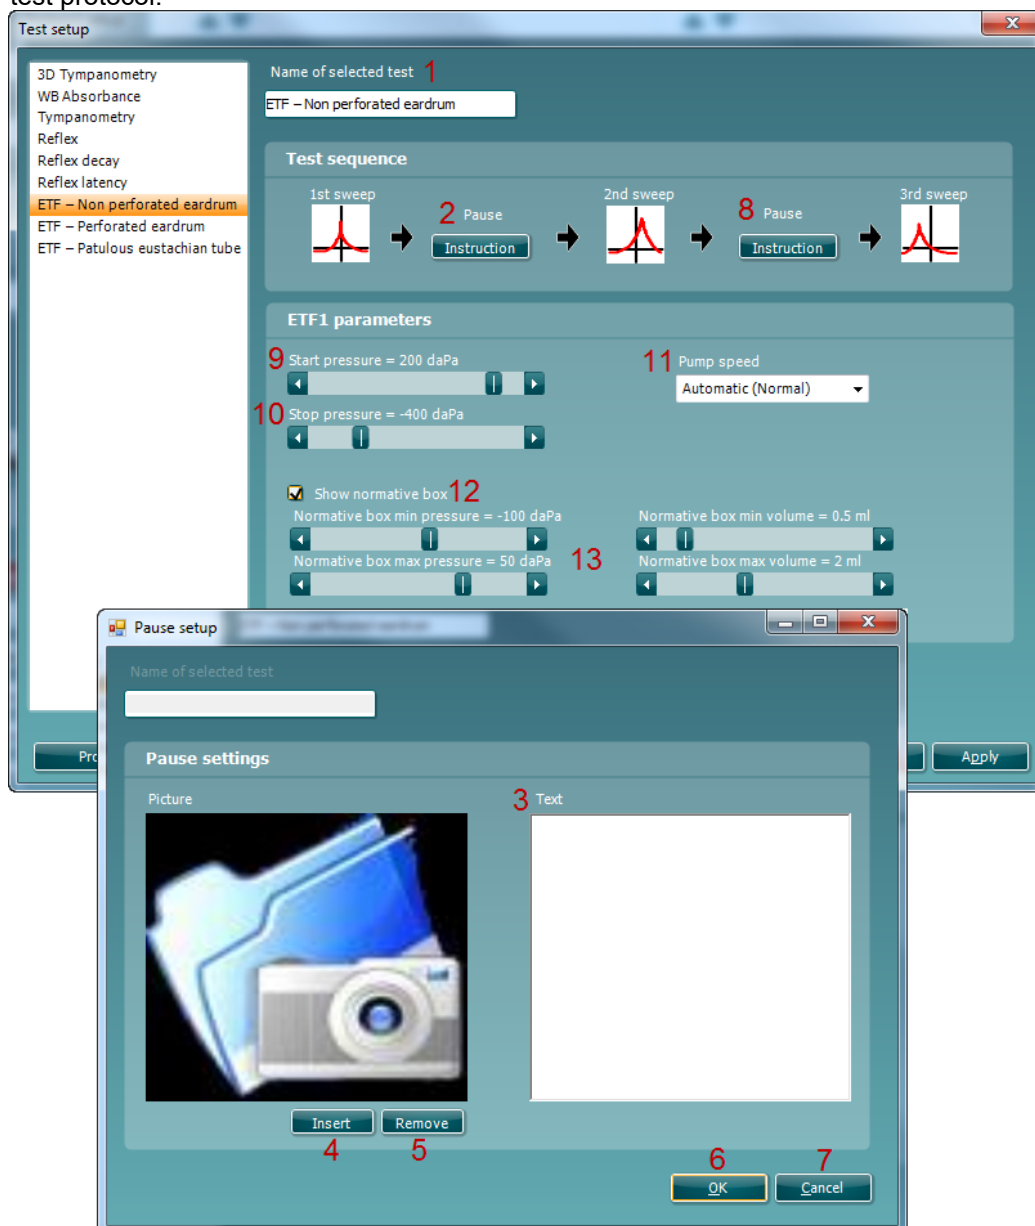 test protocol.
Test setup
3D Tympanometry
WB Absorbance
Tympanometry
Reflex
Reflex decay
Reflex latency
ETF – Non perforated eardrum
ETF – Perforated eardrum
ETF – Patulous eustachian tube
Name of selected test 1
ETF – Non perforated eardrum
Test sequence
1st sweep
2 Pause
Instruction
2nd sweep
8 Pause
Instruction
3rd sweep
ETF1 parameters
9 Start pressure = 200 daPa
11 Pump speed
Automatic (Normal)
10 Stop pressure = -400 daPa
Show normative box 12
Normative box min pressure = -100 daPa
Normative box min volume = 0.5 ml
Normative box max pressure = 50 daPa
13
Normative box max volume = 2 ml
Apply
Pause setup
Name of selected test
Pause settings
Picture
3 Text
Insert
Remove
4
5
6
7
OK
Cancel